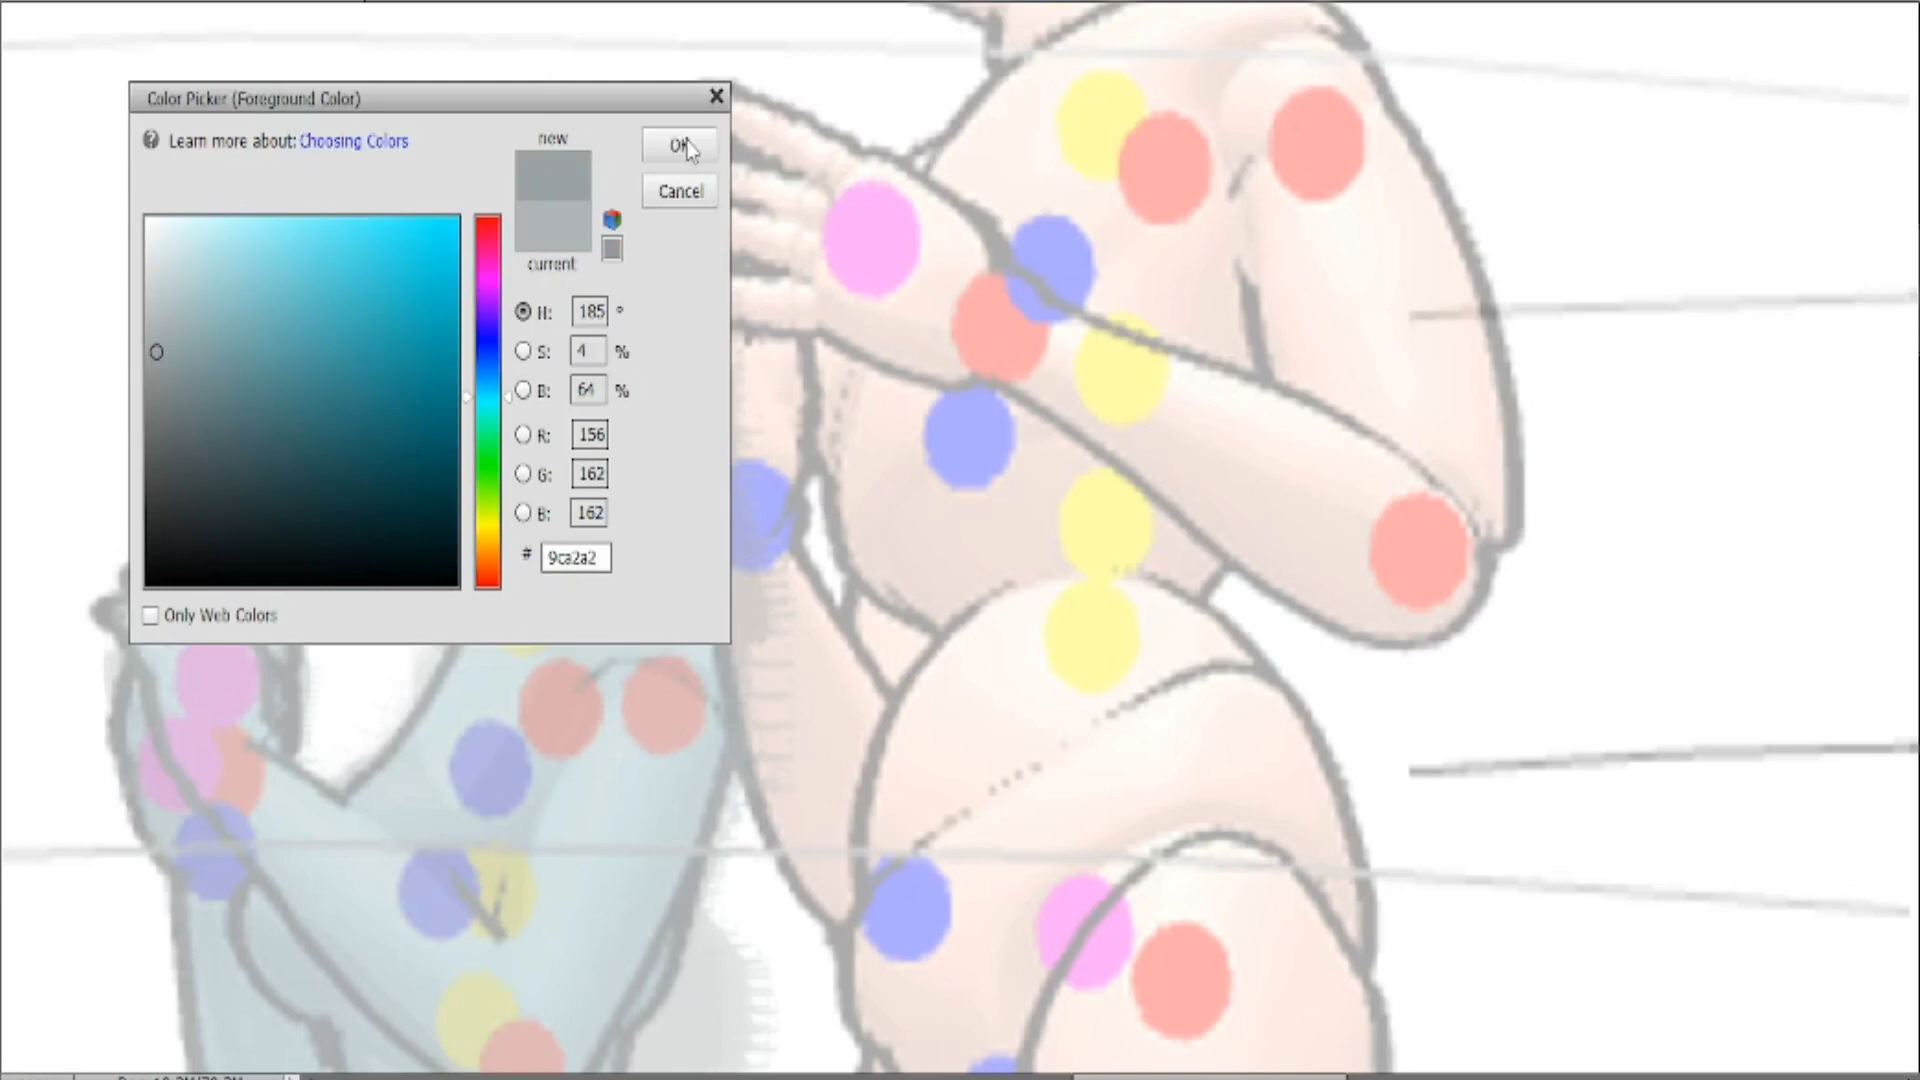 Color Picker (Foreground Color)
Learn more about: Choosing Colors
new
OK
Cancel
current
H: 185 °
S: 4 %
B: 64 %
R: 156
G: 162
B: 162
# 9ca2a2
Only Web Colors